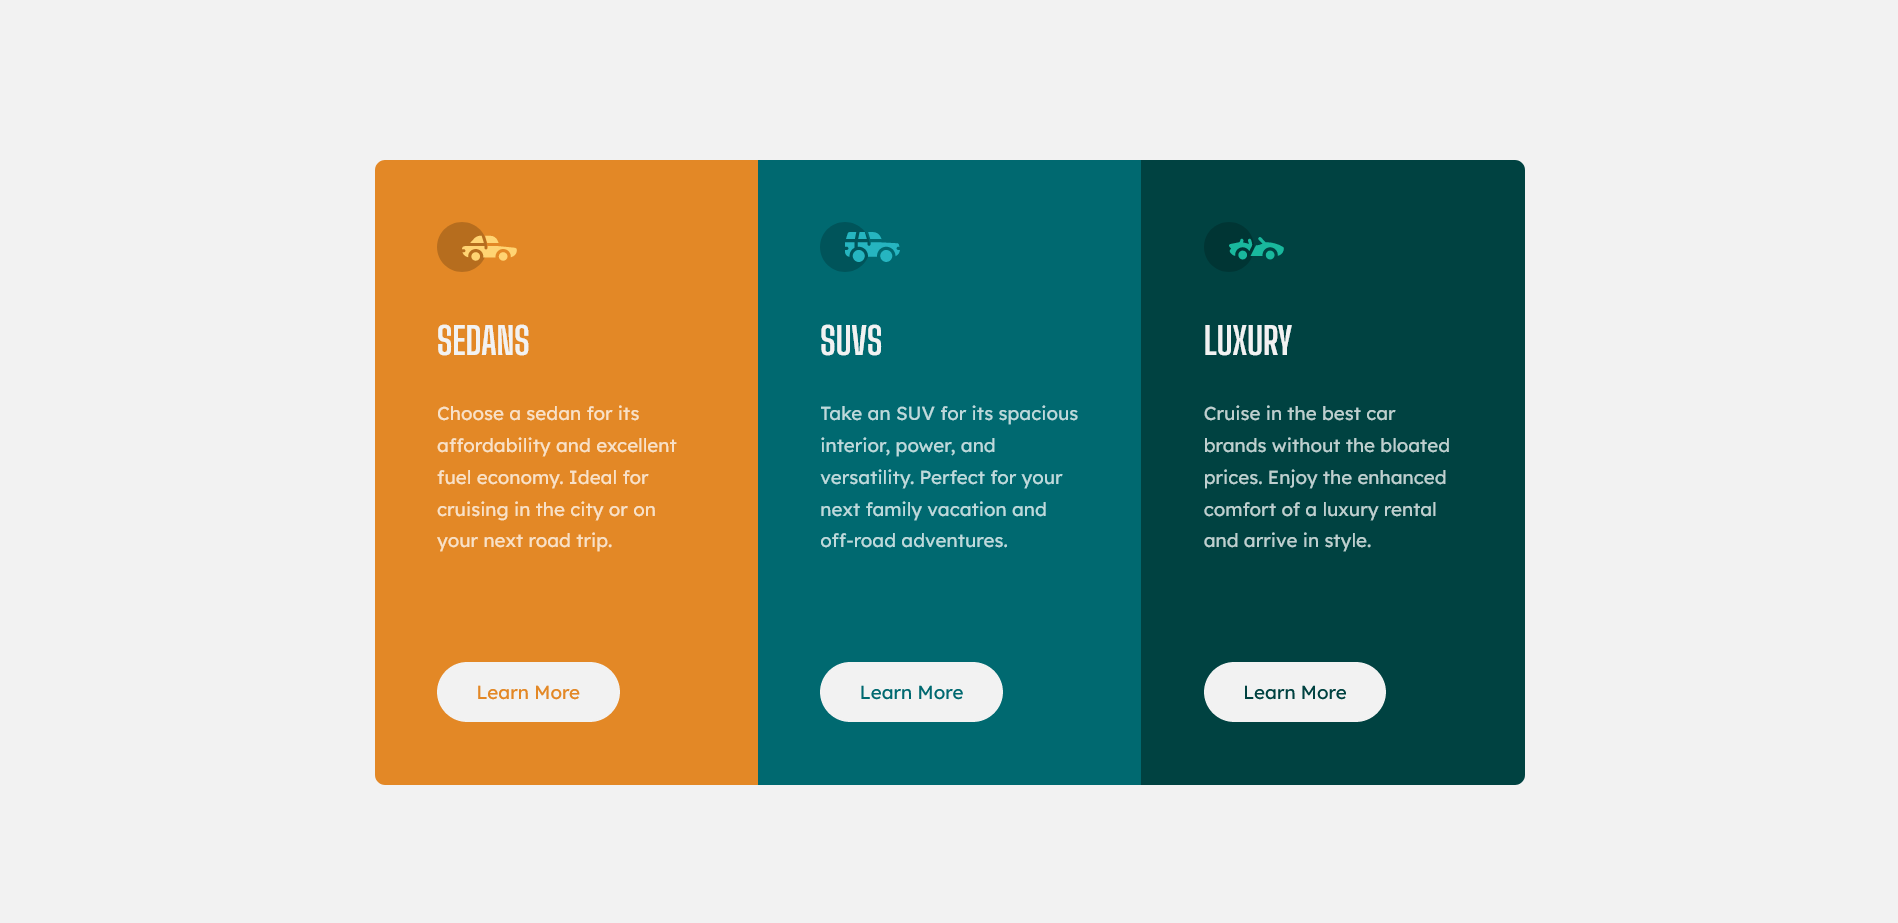 SEDANS
Choose a sedan for its
affordability and excellent
fuel economy. Ideal for
cruising in the city or on
your next road trip.
Learn More
SUVS
Take an SUV for its spacious
interior, power, and
versatility. Perfect for your
next family vacation and
off-road adventures.
Learn More
LUXURY
Cruise in the best car
brands without the bloated
prices. Enjoy the enhanced
comfort of a luxury rental
and arrive in style.
Learn More